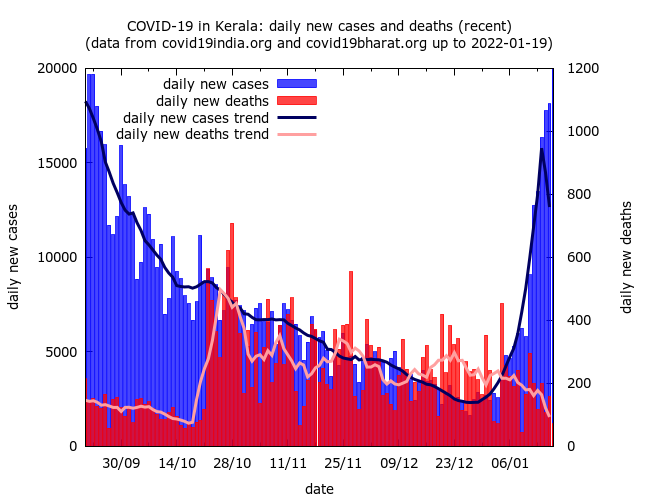 COVID-19 in Kerala: daily new cases and deaths (recent)
(data from covid19india.org and covid19bharat.org up to 2022-01-19)
daily new cases
daily new deaths
daily new cases trend
daily new deaths trend
20000
15000
10000
5000
0
1200
1000
800
600
400
200
0
daily new cases
daily new deaths
30/09 14/10 28/10 11/11 25/11 09/12 23/12 06/01
date